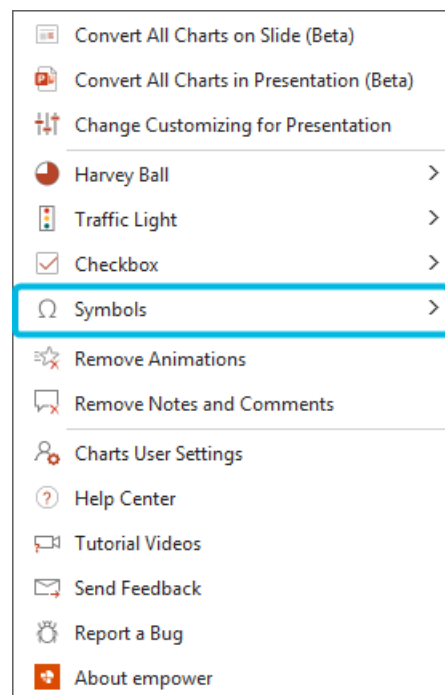 Convert All Charts on Slide (Beta)
Convert All Charts in Presentation (Beta)
Change Customizing for Presentation
Harvey Ball
Traffic Light
Checkbox
Ω Symbols
Remove Animations
Remove Notes and Comments
Charts User Settings
Help Center
Tutorial Videos
Send Feedback
Report a Bug
About empower